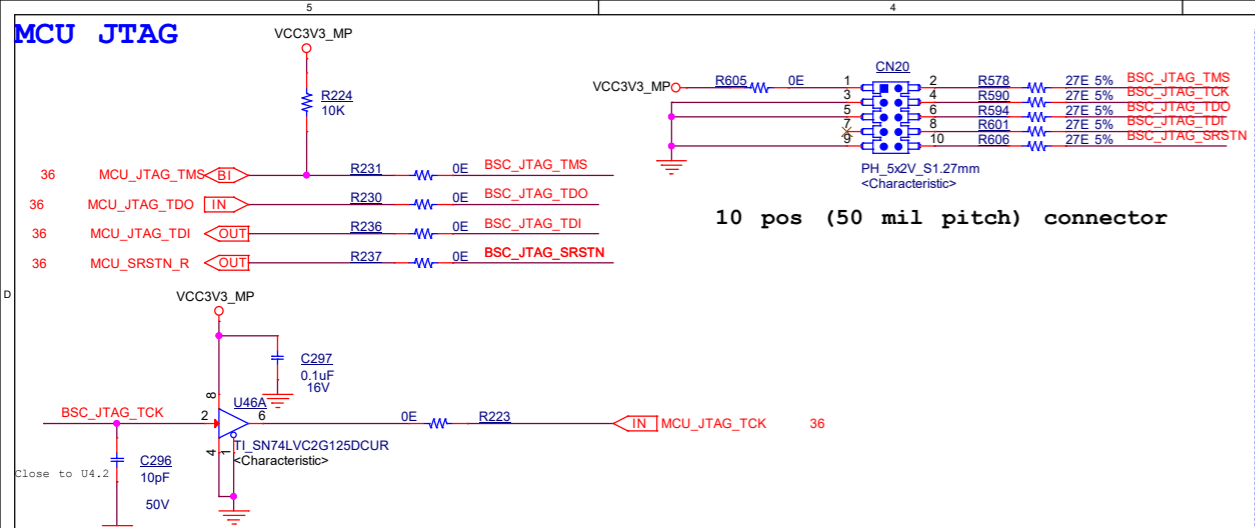 5 4
MCU JTAG
VCC3V3_MP
R224
10K
36 MCU_JTAG_TMS BI R231 0E BSC_JTAG_TMS
36 MCU_JTAG_TDO IN R230 0E BSC_JTAG_TDO
36 MCU_JTAG_TDI OUT R236 0E BSC_JTAG_TDI
36 MCU_SRSTN_R OUT R237 0E BSC_JTAG_SRSTN
CN20
VCC3V3_MP R605 0E 1 2 R578 27E 5% BSC_JTAG_TMS
3 4 R590 27E 5% BSC_JTAG_TCK
5 6 R594 27E 5% BSC_JTAG_TDO
7 8 R601 27E 5% BSC_JTAG_TDI
9 10 R606 27E 5% BSC_JTAG_SRSTN
PH_5x2V_S1.27mm
<Characteristic>
10 pos (50 mil pitch) connector
D
VCC3V3_MP
C297
0.1uF
16V
8
U46A
BSC_JTAG_TCK 2 6 0E R223 IN MCU_JTAG_TCK 36
4 1
TI_SN74LVC2G125DCUR
<Characteristic>
C296
Close to U4.2
10pF
50V